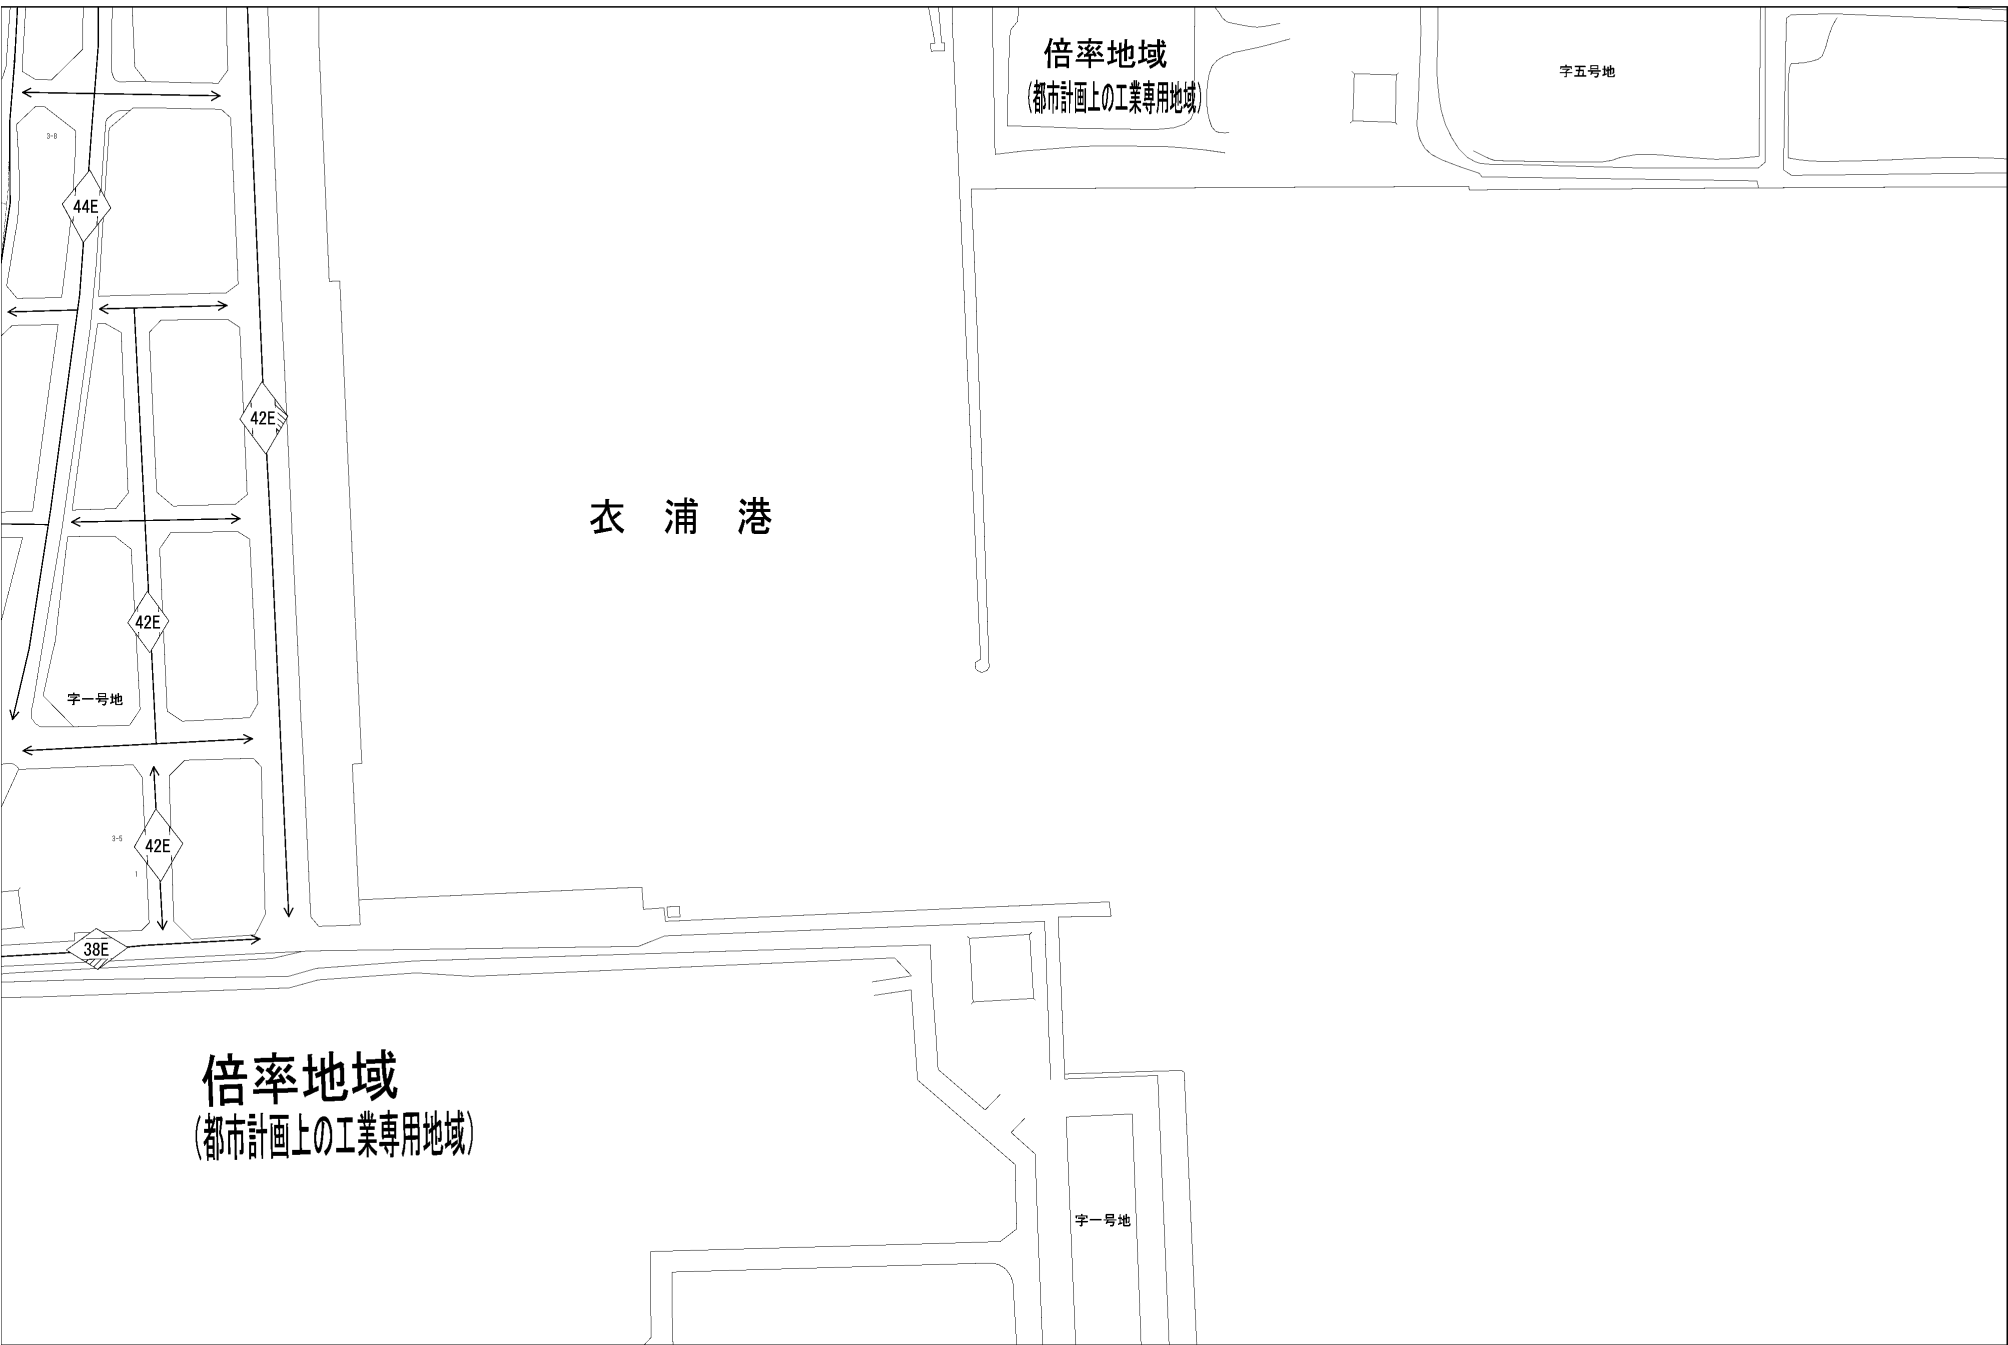 倍率地域
(都市計画上の工業専用地域)
字五号地
3-8
44E
42E
衣浦港
42E
字一号地
3-5
42E
1
38E
倍率地域
(都市計画上の工業専用地域)
字一号地